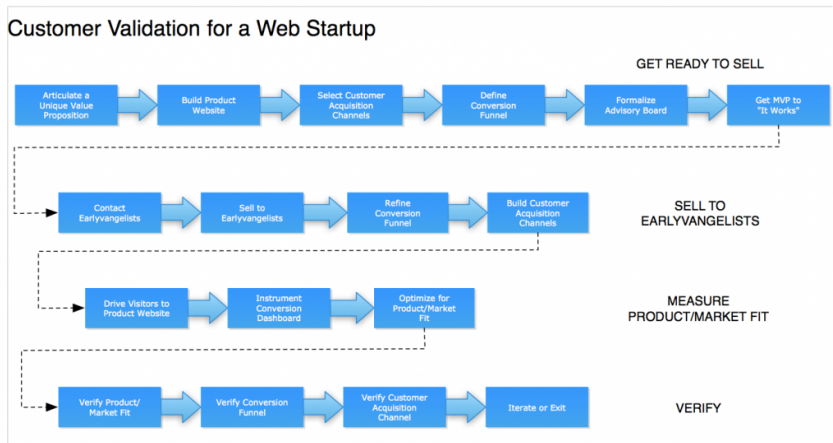 Customer Validation for a Web Startup
GET READY TO SELL
Articulate a
Unique Value
Proposition
Build Product
Website
Select Customer
Acquisition
Channels
Define
Conversion
Funnel
Formalize
Advisory Board
Get MVP to
"It Works"
Contact
Earlyvangelists
Sell to
Earlyvangelists
Refine
Conversion
Funnel
Build Customer
Acquisition
Channels
SELL TO
EARLYVANGELISTS
Drive Visitors to
Product Website
Instrument
Conversion
Dashboard
Optimize for
Product/Market
Fit
MEASURE
PRODUCT/MARKET FIT
Verify Product/
Market Fit
Verify Conversion
Funnel
Verify Customer
Acquisition
Channel
Iterate or Exit
VERIFY